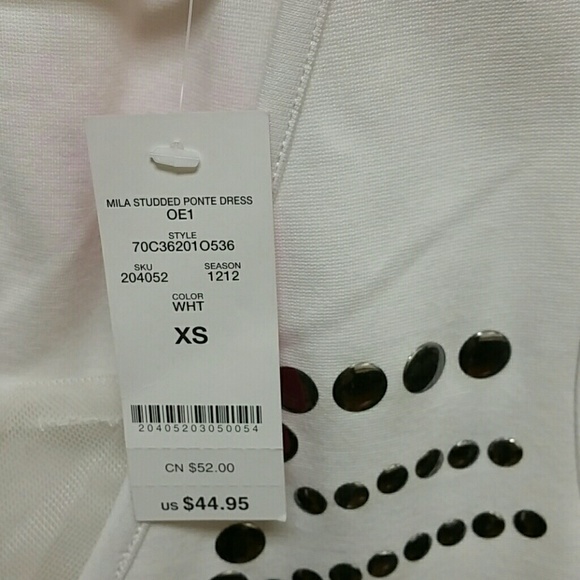 MILA STUDDED PONTE DRESS
OE1
STYLE
70C36201O536
SKU SEASON
204052 1212
COLOR
WHT
XS
20405203050054
CN $52.00
US $44.95